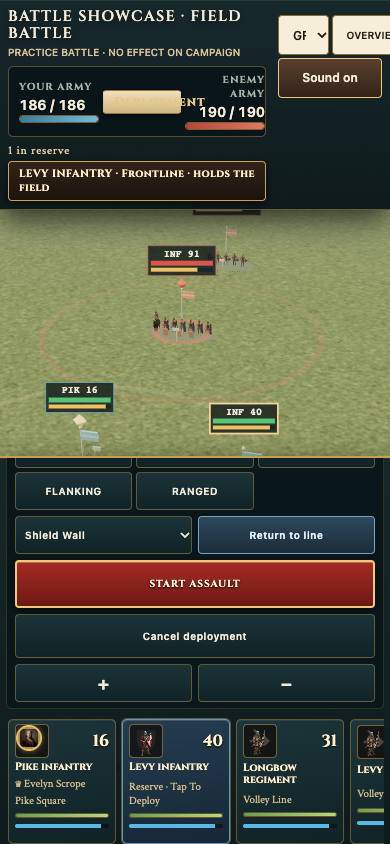 BATTLE SHOWCASE · FIELD
BATTLE
PRACTICE BATTLE · NO EFFECT ON CAMPAIGN
YOUR ARMY
186 / 186
DEPLOYMENT
ENEMY
ARMY
190 / 190
1 in reserve
LEVY INFANTRY · FRONTLINE · HOLDS THE
FIELD
OVERVIE
Sound on
INF 91
PIK 16
INF 40
FLANKING
RANGED
Shield Wall
Return to line
START ASSAULT
Cancel deployment
+
−
16
PIKE INFANTRY
♛ Evelyn Scrope
Pike Square
40
LEVY INFANTRY
Reserve · Tap To
Deploy
31
LONGBOW
REGIMENT
Volley Line
LEVY
Volley